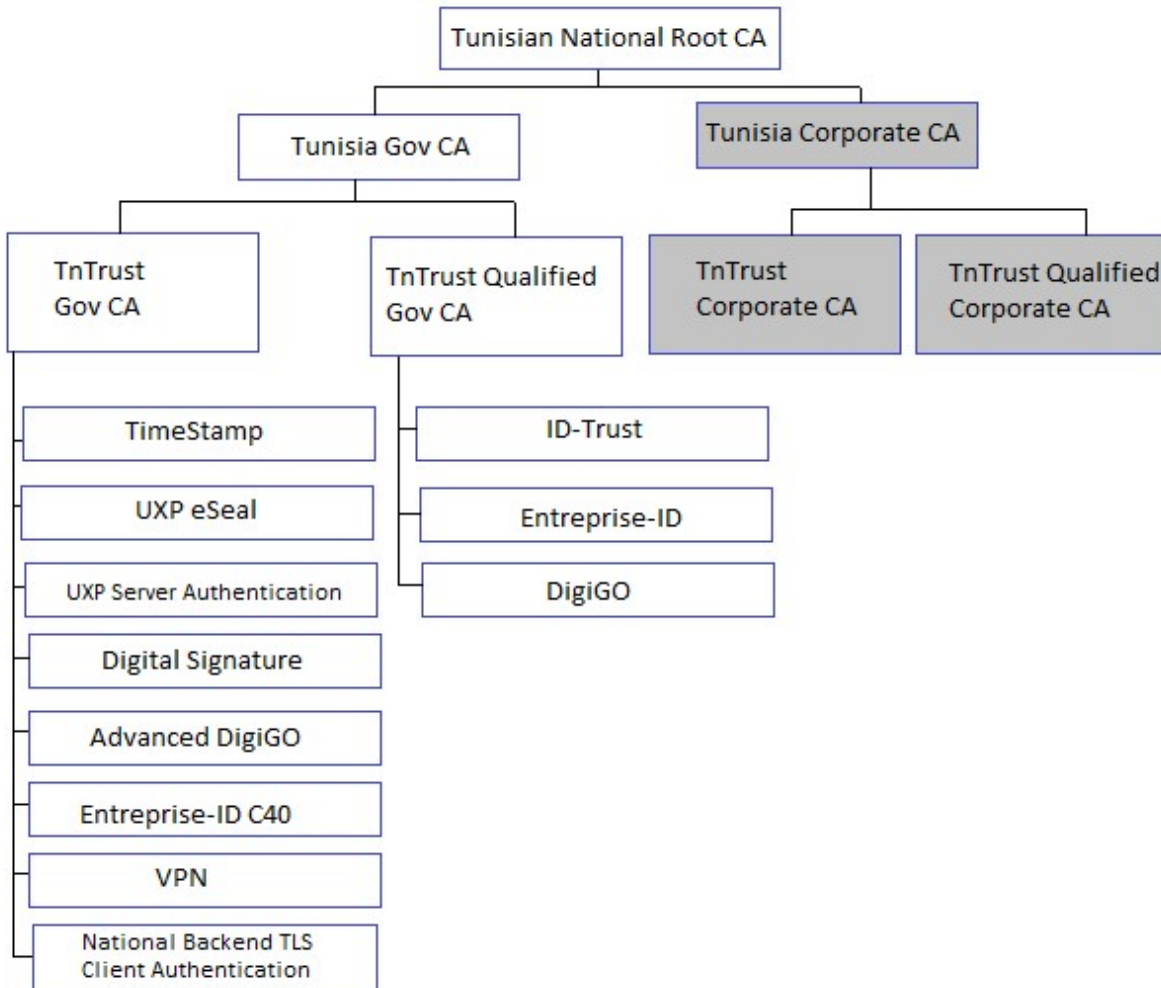 Tunisian National Root CA
Tunisia Gov CA
Tunisia Corporate CA
TnTrust
Gov CA
TnTrust Qualified
Gov CA
TnTrust
Corporate CA
TnTrust Qualified
Corporate CA
TimeStamp
UXP eSeal
UXP Server Authentication
Digital Signature
Advanced DigiGO
Entreprise-ID C40
VPN
National Backend TLS
Client Authentication
ID-Trust
Entreprise-ID
DigiGO